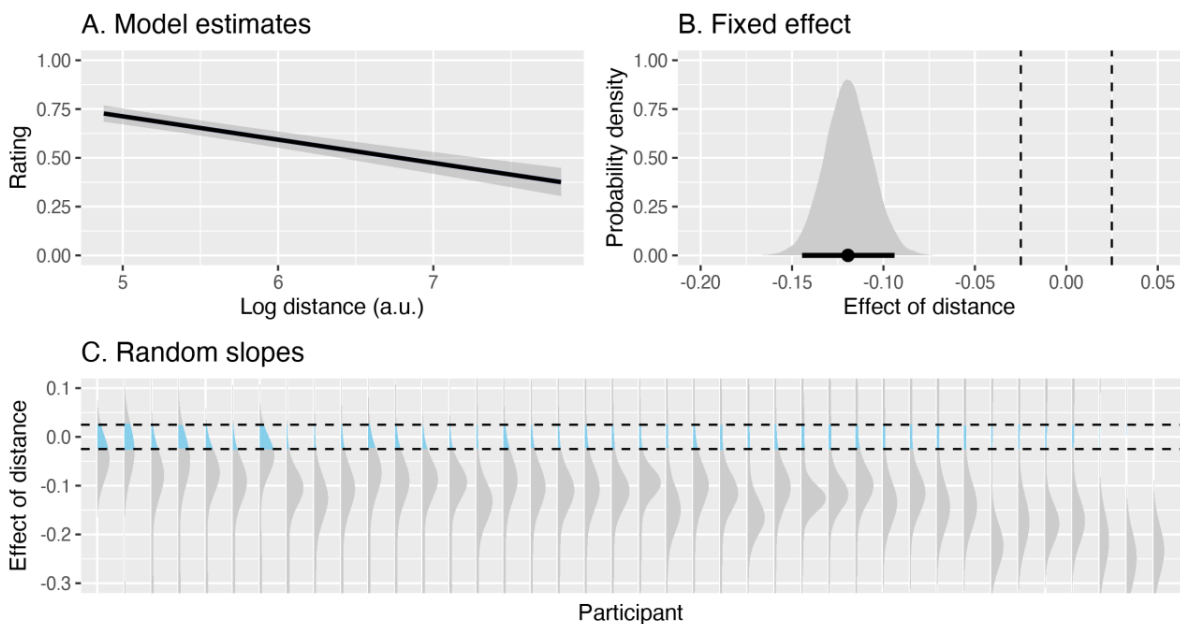 A. Model estimates
1.00
0.75
0.50
0.25
0.00
Rating
5 6 7
Log distance (a.u.)
B. Fixed effect
1.00
0.75
0.50
0.25
0.00
Probability density
-0.20 -0.15 -0.10 -0.05 0.00 0.05
Effect of distance
C. Random slopes
0.1
0.0
-0.1
-0.2
-0.3
Effect of distance
Participant